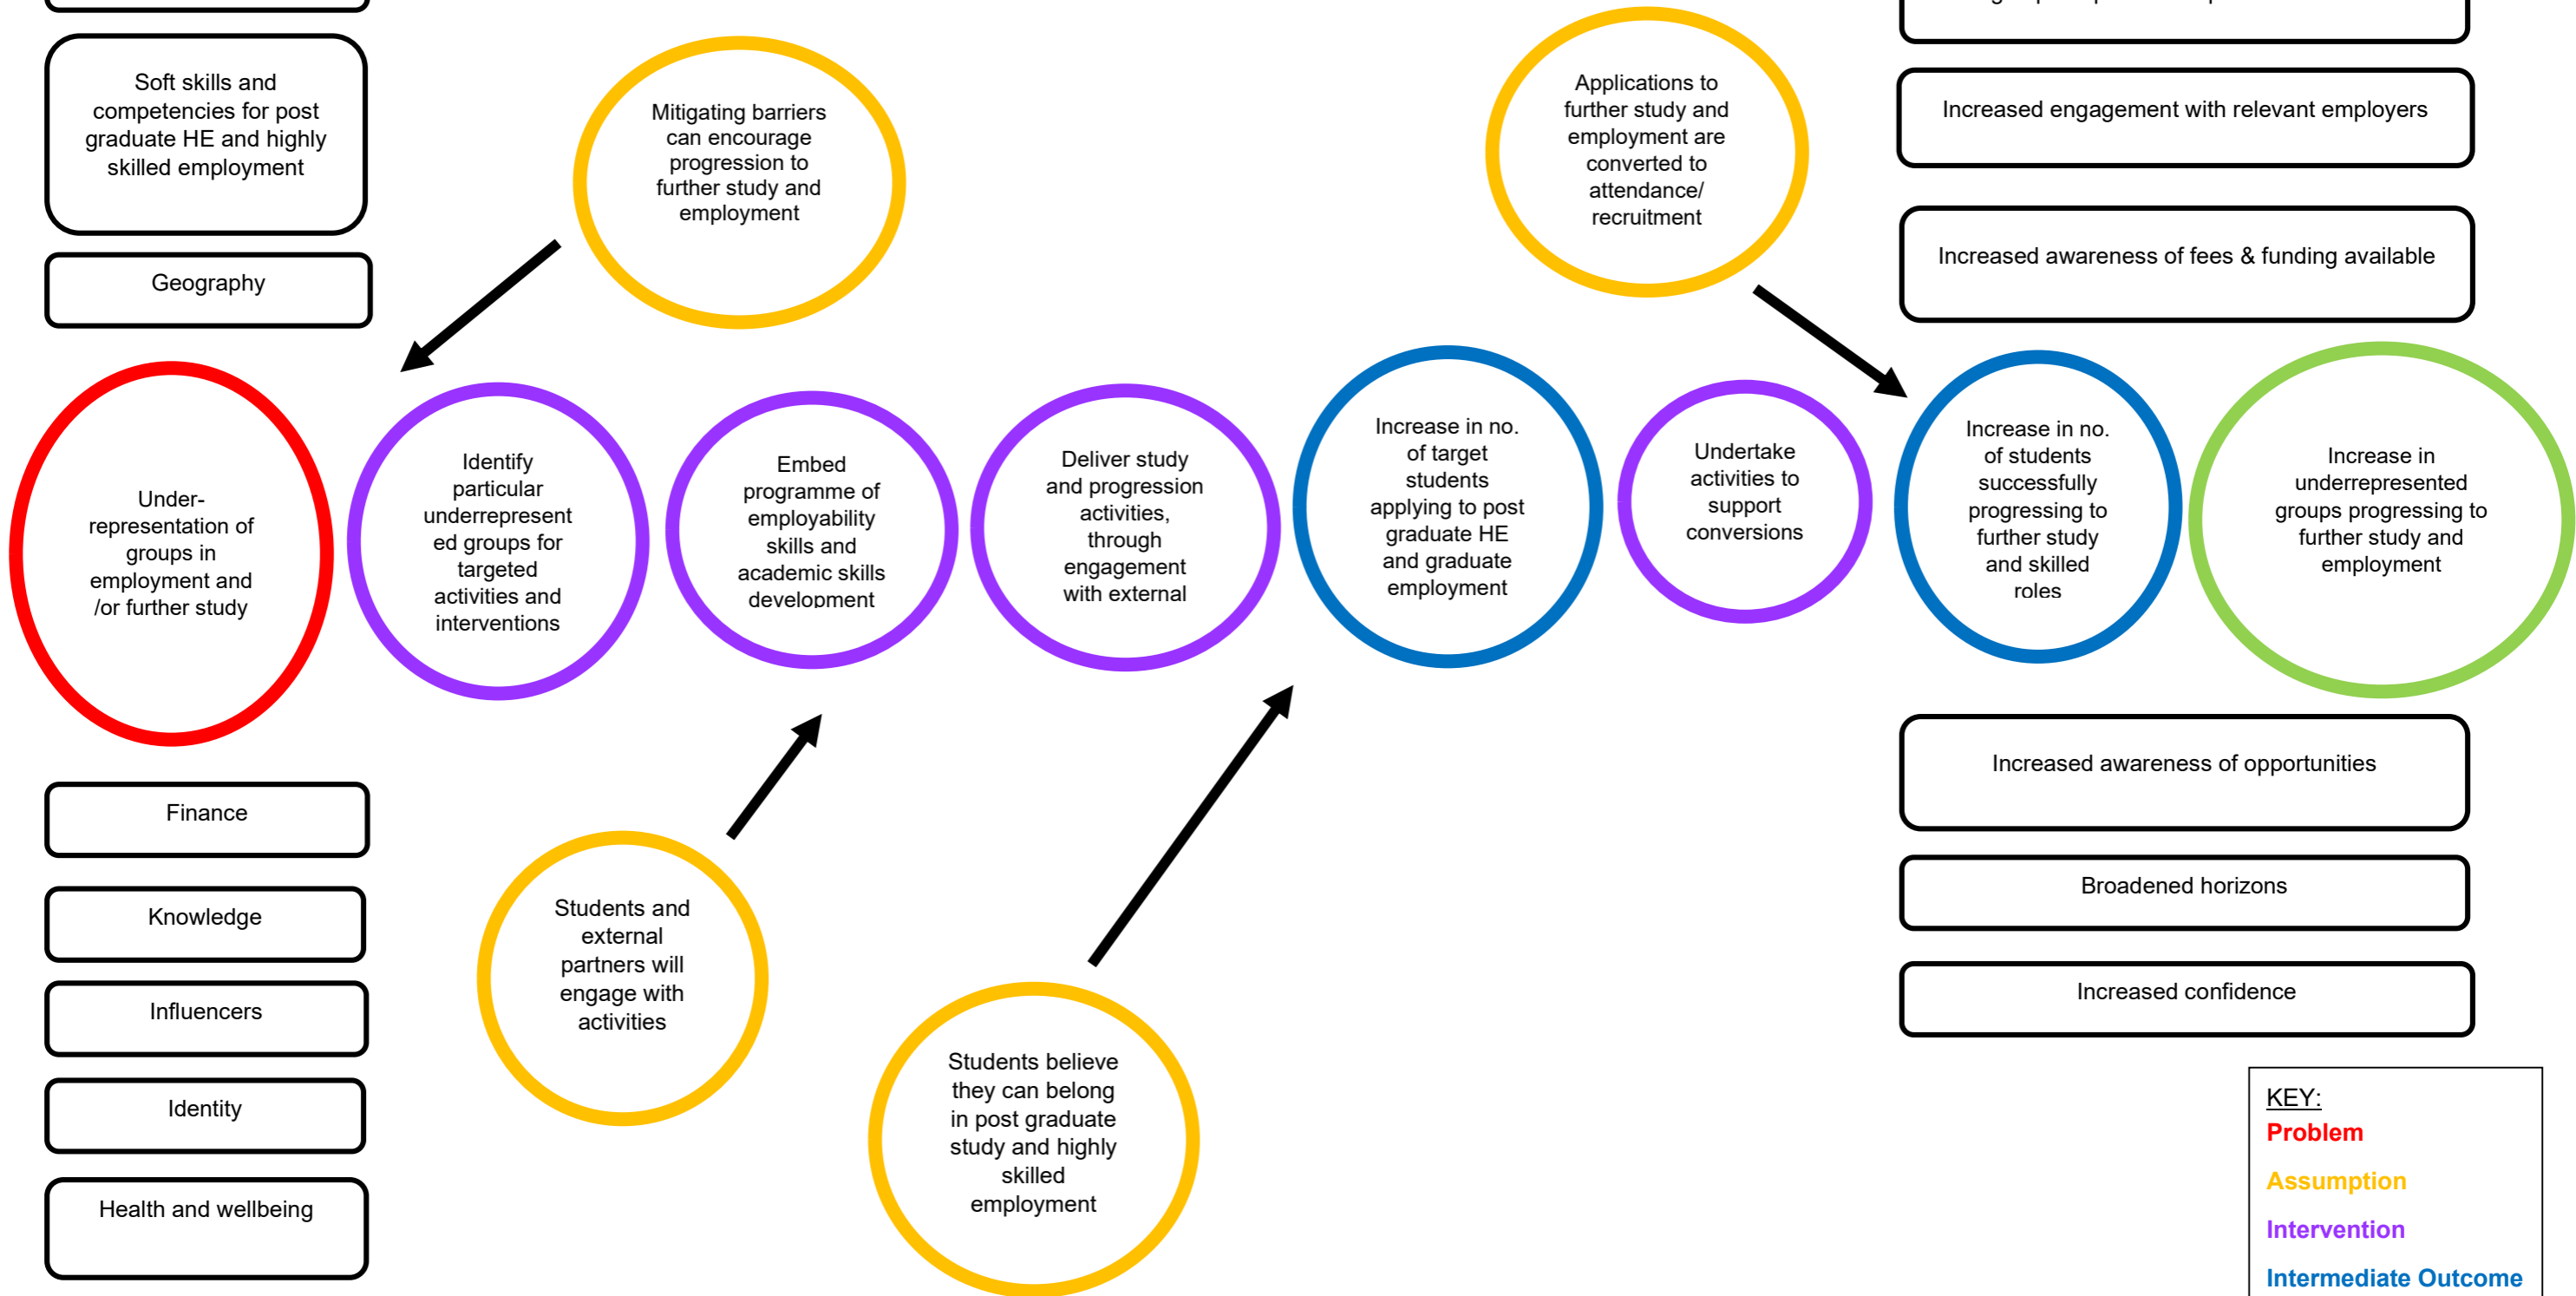 Soft skills and
competencies for post
graduate HE and highly
skilled employment
Geography
Mitigating barriers
can encourage
progression to
further study and
employment
Applications to
further study and
employment are
converted to
attendance/
recruitment
Increased engagement with relevant employers
Increased awareness of fees & funding available
Under-
representation of
groups in
employment and
/or further study
Identify
particular
underrepresent
ed groups for
targeted
activities and
interventions
Embed
programme of
employability
skills and
academic skills
development
Deliver study
and progression
activities,
through
engagement
with external
Increase in no.
of target
students
applying to post
graduate HE
and graduate
employment
Undertake
activities to
support
conversions
Increase in no.
of students
successfully
progressing to
further study
and skilled
roles
Increase in
underrepresented
groups progressing to
further study and
employment
Finance
Knowledge
Influencers
Identity
Health and wellbeing
Students and
external
partners will
engage with
activities
Students believe
they can belong
in post graduate
study and highly
skilled
employment
Increased awareness of opportunities
Broadened horizons
Increased confidence
KEY:
Problem
Assumption
Intervention
Intermediate Outcome